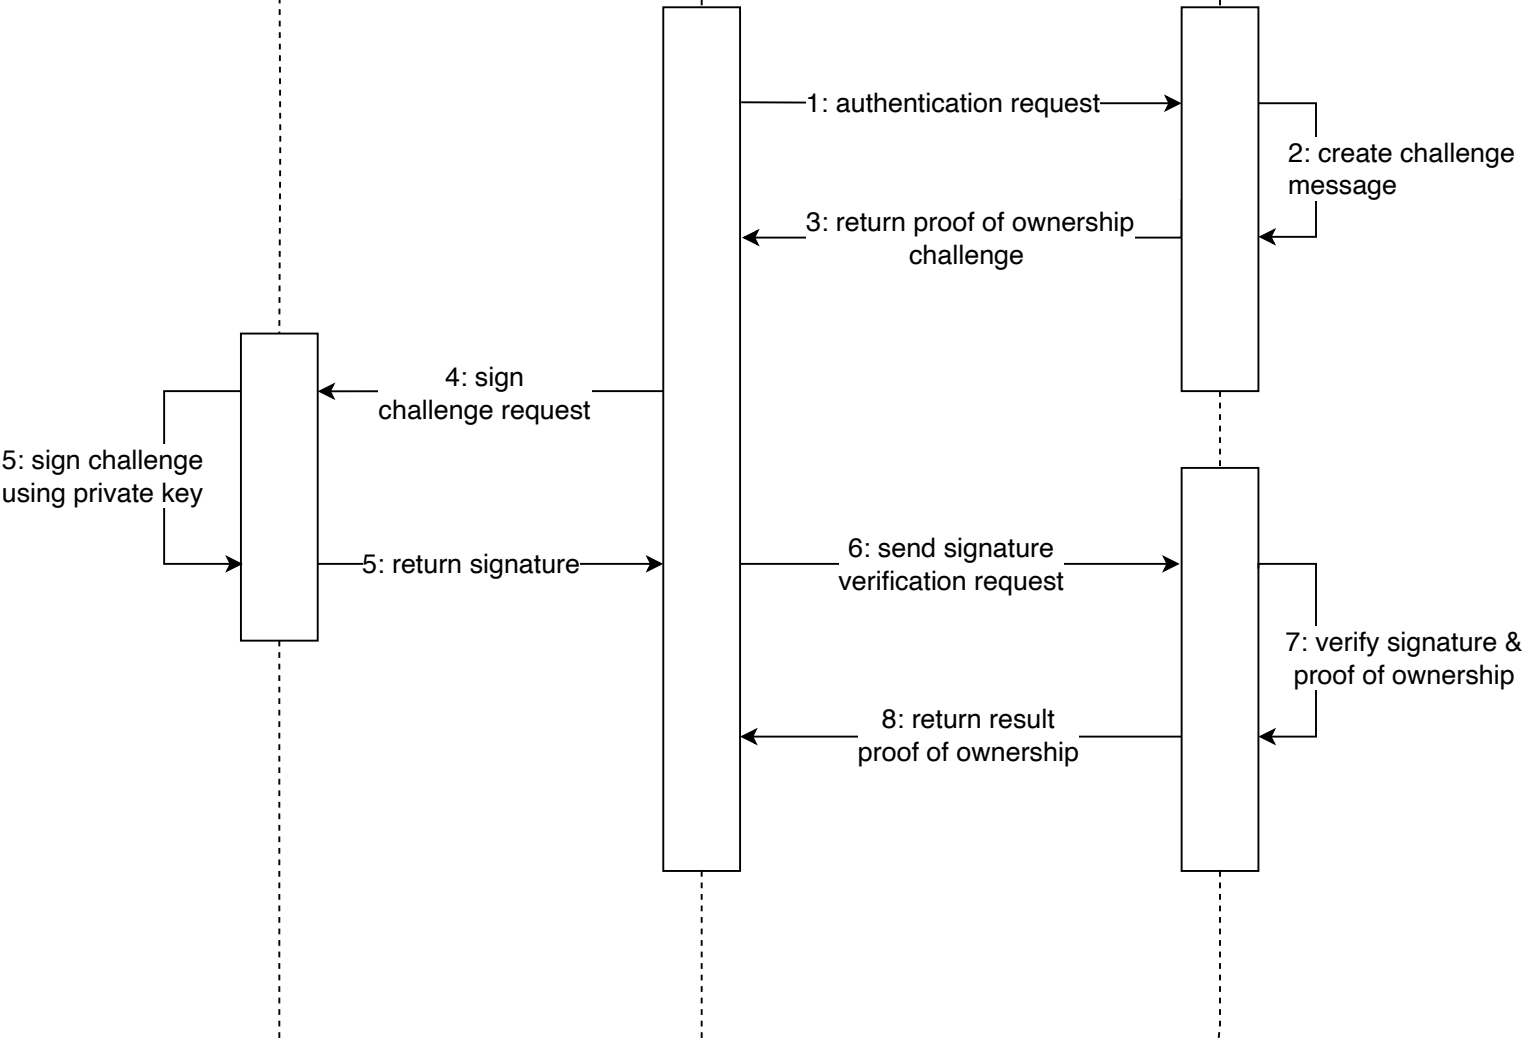 1: authentication request
2: create challenge
message
3: return proof of ownership
challenge
4: sign
challenge request
5: sign challenge
using private key
5: return signature
6: send signature
verification request
7: verify signature &
proof of ownership
8: return result
proof of ownership